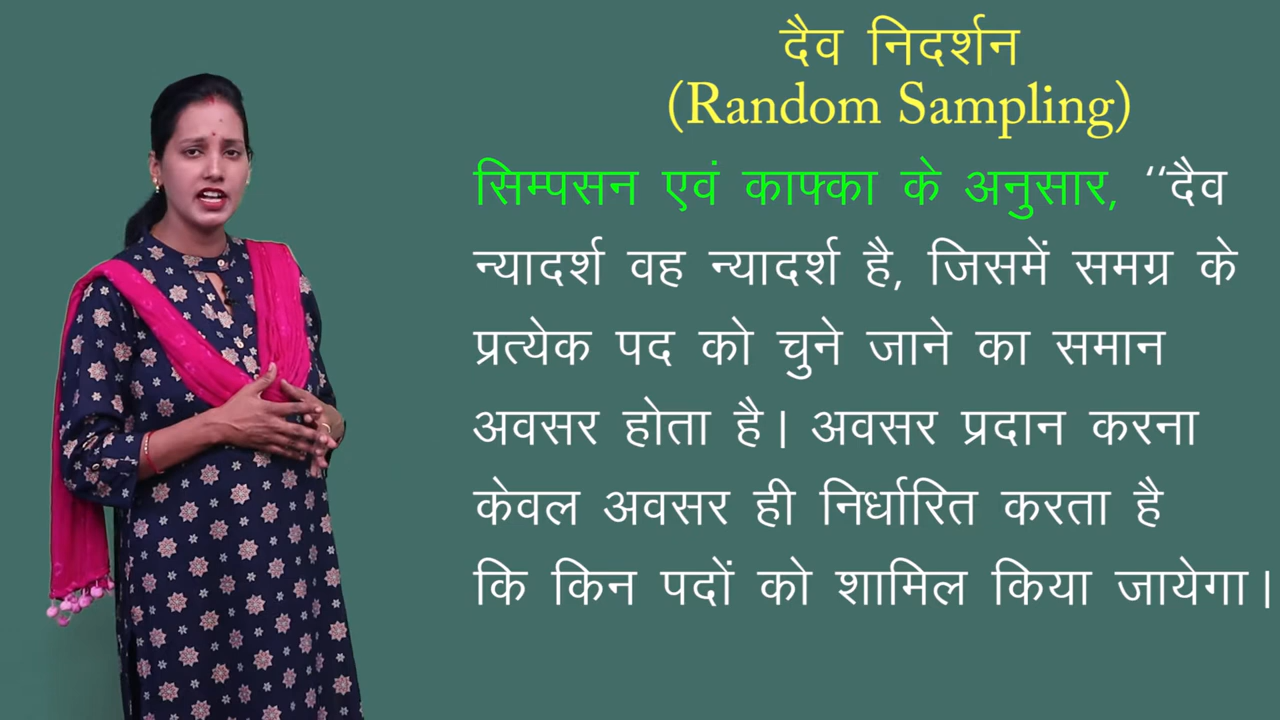 दैव निदर्शन
(Random Sampling)
सिम्पसन एवं काफ्का के अनुसार, ‘‘दैव
न्यादर्श वह न्यादर्श है, जिसमें समग्र के
प्रत्येक पद को चुने जाने का समान
अवसर होता है। अवसर प्रदान करना
केवल अवसर ही निर्धारित करता है
कि किन पदों को शामिल किया जायेगा।